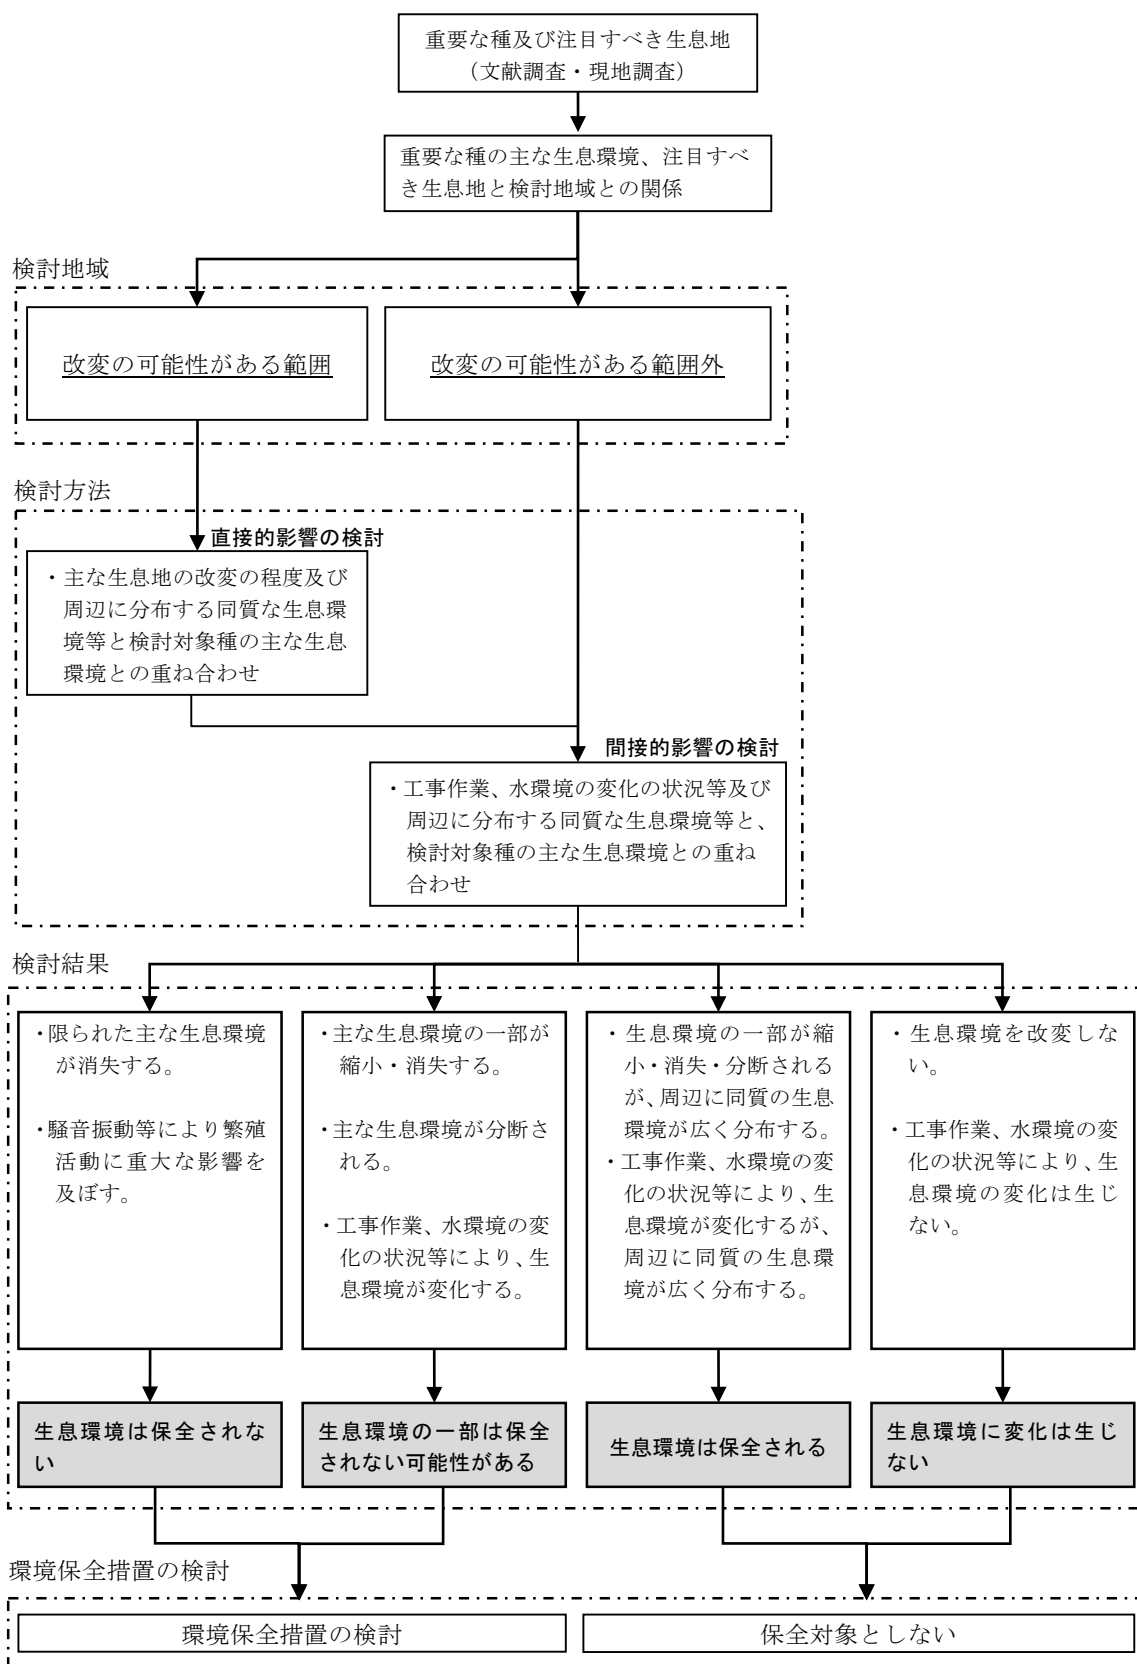 重要な種及び注目すべき生息地
（文献調査・現地調査）
重要な種の主な生息環境、注目すべ
き生息地と検討地域との関係
検討地域
改変の可能性がある範囲
改変の可能性がある範囲外
検討方法
直接的影響の検討
・主な生息地の改変の程度及び
周辺に分布する同質な生息環
境等と検討対象種の主な生息
環境との重ね合わせ
間接的影響の検討
・工事作業、水環境の変化の状況等及び
周辺に分布する同質な生息環境等と、
検討対象種の主な生息環境との重ね
合わせ
検討結果
・限られた主な生息環境
が消失する。
・騒音振動等により繁殖
活動に重大な影響を
及ぼす。
・主な生息環境の一部が
縮小・消失する。
・主な生息環境が分断さ
れる。
・工事作業、水環境の変
化の状況等により、生
息環境が変化する。
・生息環境の一部が縮
小・消失・分断される
が、周辺に同質の生息
環境が広く分布する。
・工事作業、水環境の変
化の状況等により、生
息環境が変化するが、
周辺に同質の生息環
境が広く分布する。
・生息環境を改変しな
い。
・工事作業、水環境の変
化の状況等により、生
息環境の変化は生じ
ない。
生息環境は保全されな
い
生息環境の一部は保全
されない可能性がある
生息環境は保全される
生息環境に変化は生じ
ない
環境保全措置の検討
環境保全措置の検討
保全対象としない